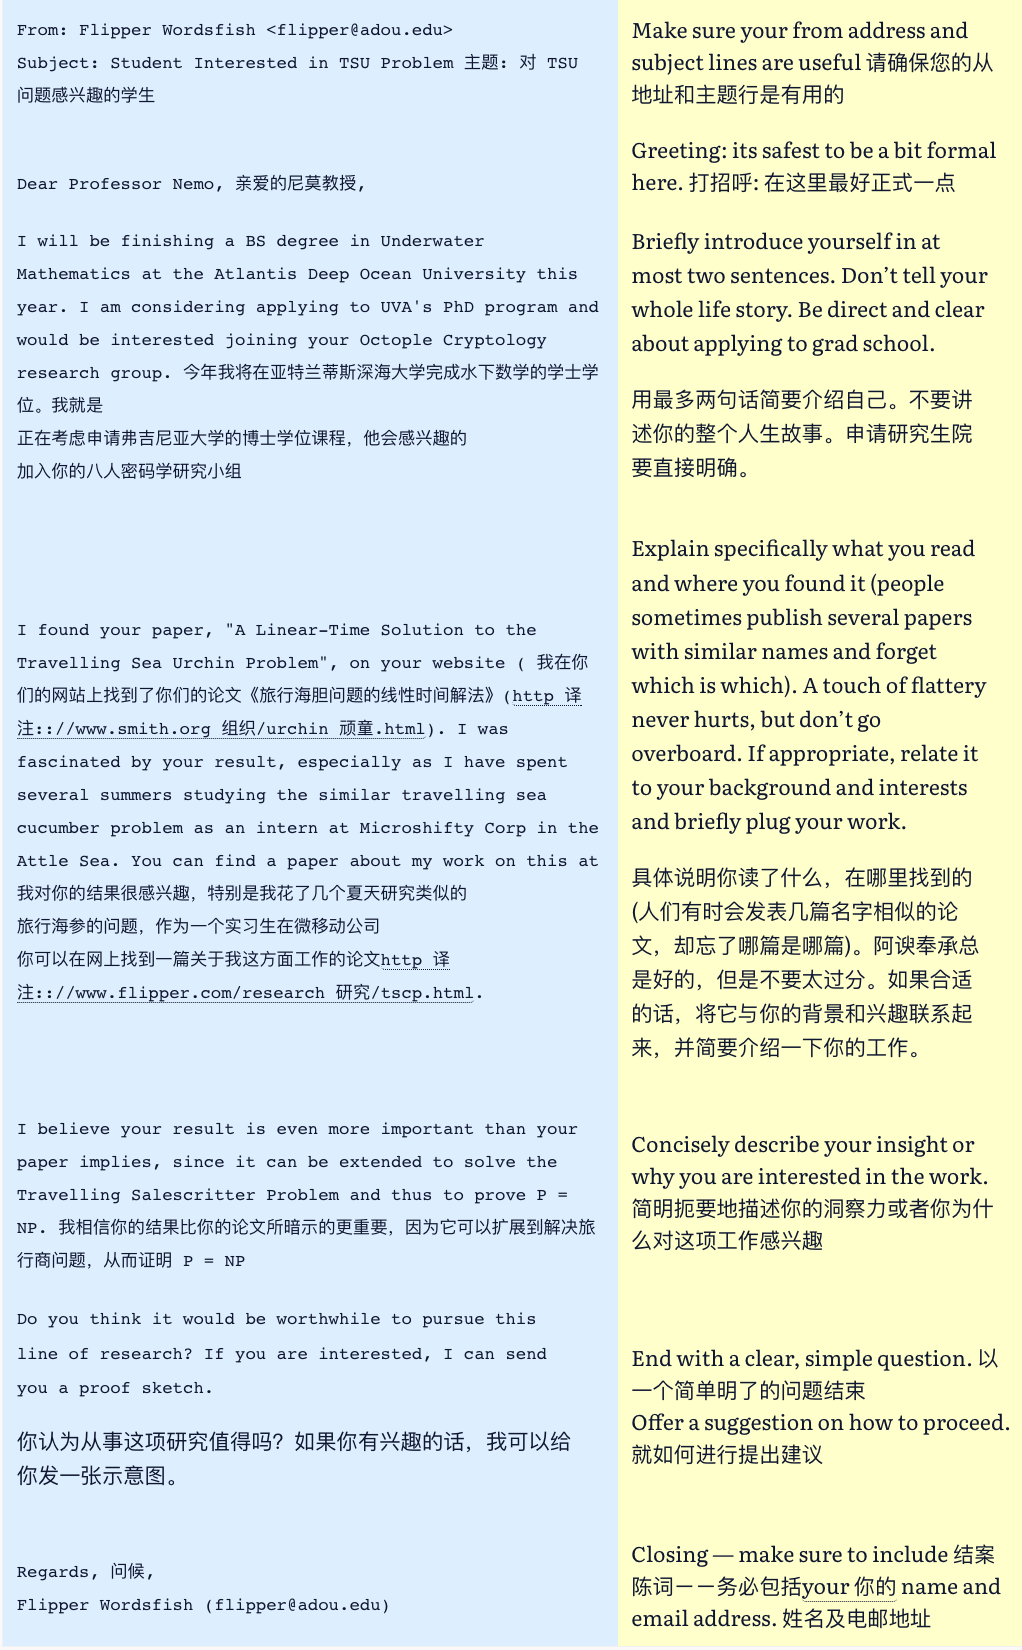 From: Flipper Wordsfish <flipper@adou.edu>
Subject: Student Interested in TSU Problem 主题: 对 TSU
问题感兴趣的学生
Make sure your from address and
subject lines are useful 请确保您的从
地址和主题行是有用的
Dear Professor Nemo, 亲爱的尼莫教授,
Greeting: its safest to be a bit formal
here. 打招呼: 在这里最好正式一点
I will be finishing a BS degree in Underwater
Mathematics at the Atlantis Deep Ocean University this
year. I am considering applying to UVA's PhD program and
would be interested joining your Octople Cryptology
research group. 今年我将在亚特兰蒂斯深海大学完成水下数学的学士学
位。我就是
正在考虑申请弗吉尼亚大学的博士学位课程，他会感兴趣的
加入你的八人密码学研究小组
Briefly introduce yourself in at
most two sentences. Don’t tell your
whole life story. Be direct and clear
about applying to grad school.
用最多两句话简要介绍自己。不要讲
述你的整个人生故事。申请研究生院
要直接明确。
I found your paper, "A Linear-Time Solution to the
Travelling Sea Urchin Problem", on your website ( 我在你
们的网站上找到了你们的论文《旅行海胆问题的线性时间解法》(http 译
注:://www.smith.org 组织/urchin 顽童.html). I was
fascinated by your result, especially as I have spent
several summers studying the similar travelling sea
cucumber problem as an intern at Microshifty Corp in the
Attle Sea. You can find a paper about my work on this at
我对你的结果很感兴趣，特别是我花了几个夏天研究类似的
旅行海参的问题，作为一个实习生在微移动公司
你可以在网上找到一篇关于我这方面工作的论文http 译
注:://www.flipper.com/research 研究/tscp.html.
Explain specifically what you read
and where you found it (people
sometimes publish several papers
with similar names and forget
which is which). A touch of flattery
never hurts, but don’t go
overboard. If appropriate, relate it
to your background and interests
and briefly plug your work.
具体说明你读了什么，在哪里找到的
(人们有时会发表几篇名字相似的论
文，却忘了哪篇是哪篇)。阿谀奉承总
是好的，但是不要太过分。如果合适
的话，将它与你的背景和兴趣联系起
来，并简要介绍一下你的工作。
I believe your result is even more important than your
paper implies, since it can be extended to solve the
Travelling Salescritter Problem and thus to prove P =
NP. 我相信你的结果比你的论文所暗示的更重要，因为它可以扩展到解决旅
行商问题，从而证明 P = NP
Concisely describe your insight or
why you are interested in the work.
简明扼要地描述你的洞察力或者你为什
么对这项工作感兴趣
Do you think it would be worthwhile to pursue this
line of research? If you are interested, I can send
you a proof sketch.
你认为从事这项研究值得吗？如果你有兴趣的话，我可以给
你发一张示意图。
End with a clear, simple question. 以
一个简单明了的问题结束
Offer a suggestion on how to proceed.
就如何进行提出建议
Regards, 问候,
Flipper Wordsfish (flipper@adou.edu)
Closing — make sure to include 结案
陈词ーー务必包括your 你的 name and
email address. 姓名及电邮地址